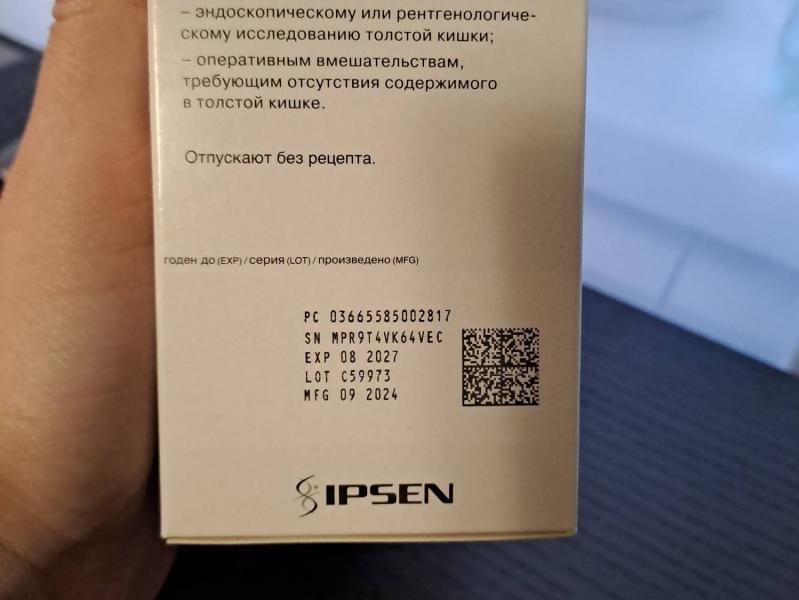 – эндоскопическому или рентгенологиче-
скому исследованию толстой кишки;
– оперативным вмешательствам,
требующим отсутствия содержимого
в толстой кишке.
Отпускают без рецепта.
годен до (EXP) / серия (LOT) / произведено (MFG)
PC 03665585002817
SN MPR9T4VK64VEC
EXP 08 2027
LOT C59973
MFG 09 2024
IPSEN